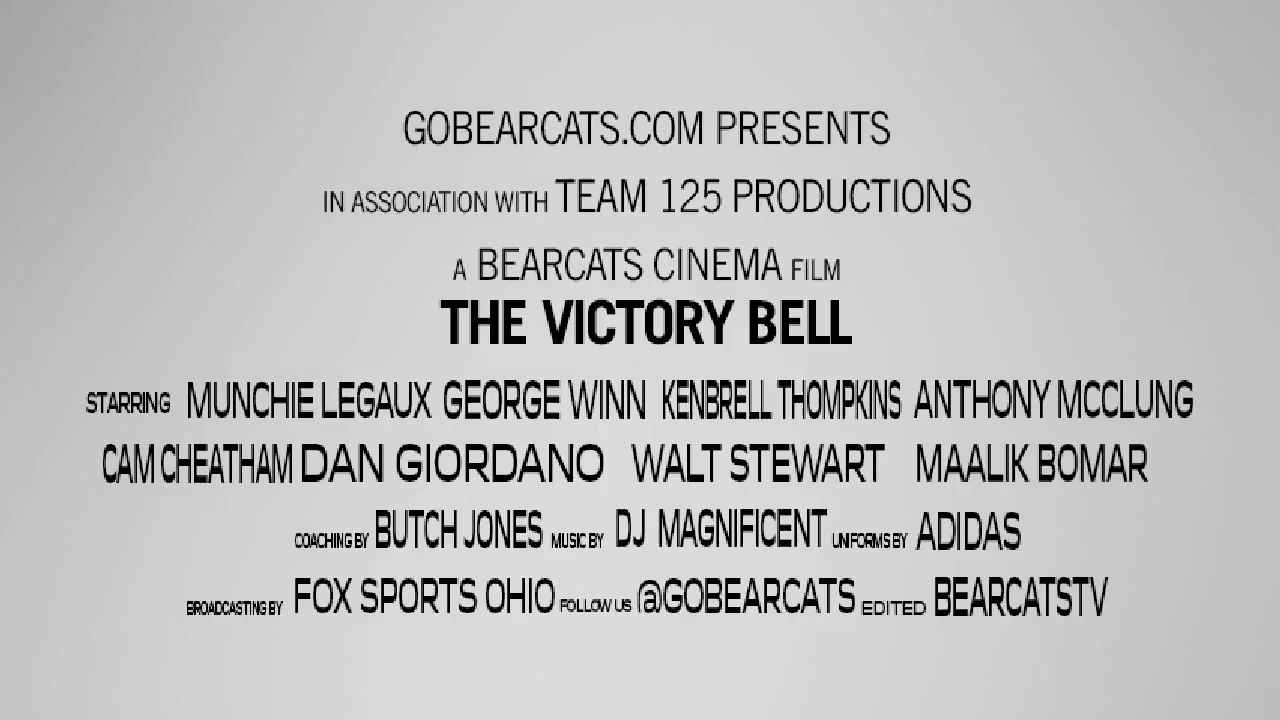 GOBEARCATS.COM PRESENTS
IN ASSOCIATION WITH TEAM 125 PRODUCTIONS
A BEARCATS CINEMA FILM
THE VICTORY BELL
STARRING MUNCHIE LEGAUX GEORGE WINN KENBRELL THOMPKINS ANTHONY MCCLUNG
CAM CHEATHAM DAN GIORDANO WALT STEWART MAALIK BOMAR
COACHING BY BUTCH JONES MUSIC BY DJ MAGNIFICENT UNIFORMS BY ADIDAS
BROADCASTING BY FOX SPORTS OHIO FOLLOW US @GOBEARCATS EDITED BEARCATSTV